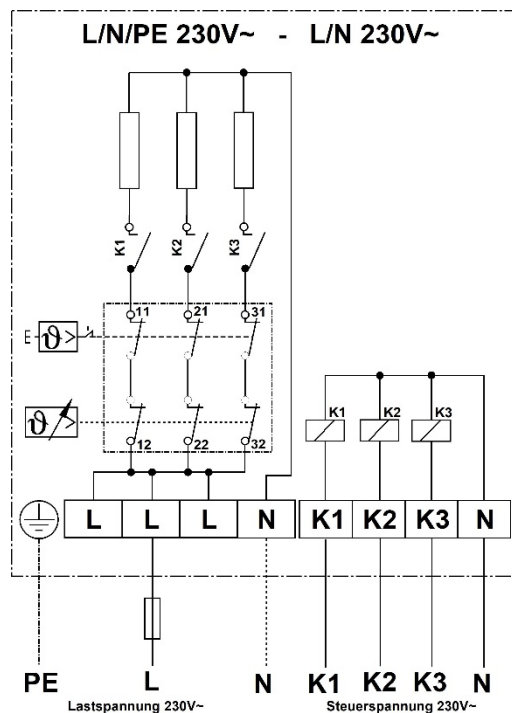 L/N/PE 230V~ - L/N 230V~
K1 K2 K3
11 21 31
E ϑ >
ϑ
12 22 32
K1 K2 K3
L L L N K1 K2 K3 N
PE L N K1 K2 K3 N
Lastspannung 230V~ Steuerspannung 230V~